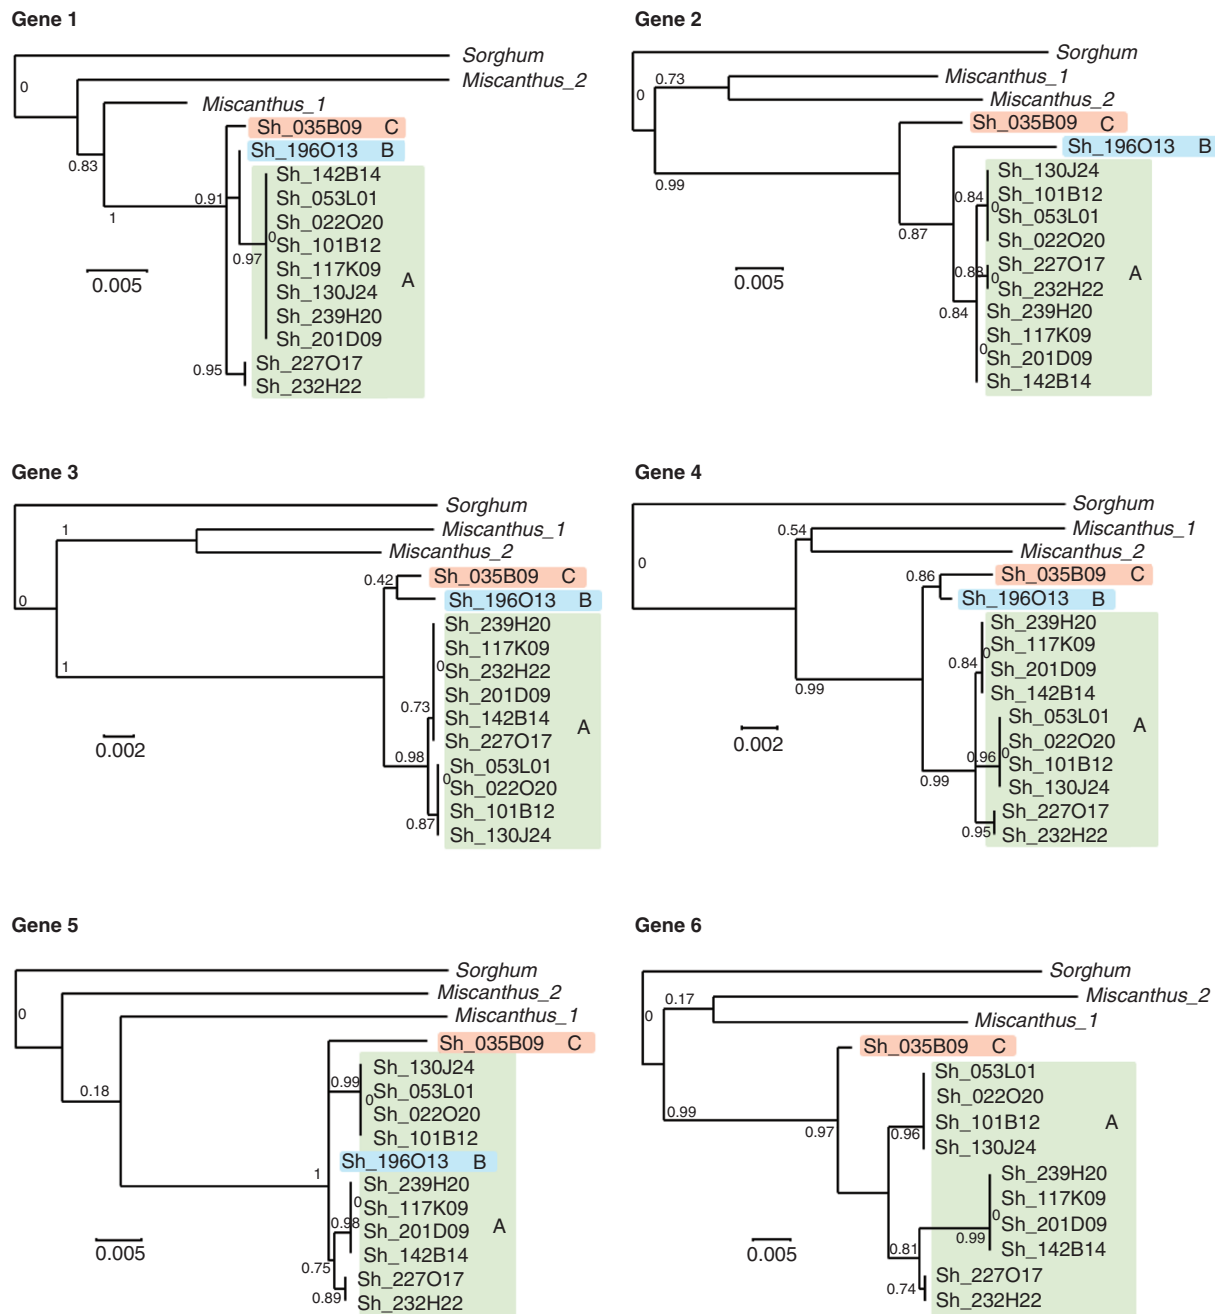 Gene 1
Sorghum
0
Miscanthus_2
Miscanthus_1
0.83
Sh_035B09 C
Sh_196O13 B
1
0.91
Sh_142B14
Sh_053L01
Sh_022O20
0
Sh_101B12
0.97
Sh_117K09
A
Sh_130J24
Sh_239H20
Sh_201D09
0.95
Sh_227O17
Sh_232H22
0.005
Gene 2
Sorghum
0
0.73
Miscanthus_1
Miscanthus_2
Sh_035B09 C
Sh_196O13 B
0.99
0.87
Sh_130J24
0.84
Sh_101B12
0
Sh_053L01
Sh_022O20
Sh_227O17
0.88
0
A
Sh_232H22
0.84
Sh_239H20
Sh_117K09
0
Sh_201D09
Sh_142B14
0.005
Gene 3
Sorghum
0
1
Miscanthus_1
Miscanthus_2
0.42
Sh_035B09 C
Sh_196O13 B
1
Sh_239H20
Sh_117K09
0
Sh_232H22
Sh_201D09
0.73
Sh_142B14
A
Sh_227O17
0.98
Sh_053L01
0
Sh_022O20
Sh_101B12
0.87
Sh_130J24
0.002
Gene 4
Sorghum
0
0.54
Miscanthus_1
Miscanthus_2
0.86
Sh_035B09 C
Sh_196O13 B
0.99
Sh_239H20
Sh_117K09
0
0.84
Sh_201D09
Sh_142B14
Sh_053L01
A
Sh_022O20
0.96
0
Sh_101B12
0.99
Sh_130J24
Sh_227O17
0.95
Sh_232H22
0.002
Gene 5
Sorghum
0
Miscanthus_2
Miscanthus_1
0.18
Sh_035B09 C
Sh_130J24
0.99
Sh_053L01
0
Sh_022O20
Sh_101B12
Sh_196O13 B
1
Sh_239H20
0
Sh_117K09
0.98
Sh_201D09
A
Sh_142B14
0.75
Sh_227O17
0.89
Sh_232H22
0.005
Gene 6
Sorghum
0
0.17
Miscanthus_2
Miscanthus_1
Sh_035B09 C
0.99
0.97
Sh_053L01
Sh_022O20
0.96
Sh_101B12
A
Sh_130J24
Sh_239H20
Sh_117K09
0
Sh_201D09
0.99
Sh_142B14
0.81
Sh_227O17
0.74
Sh_232H22
0.005